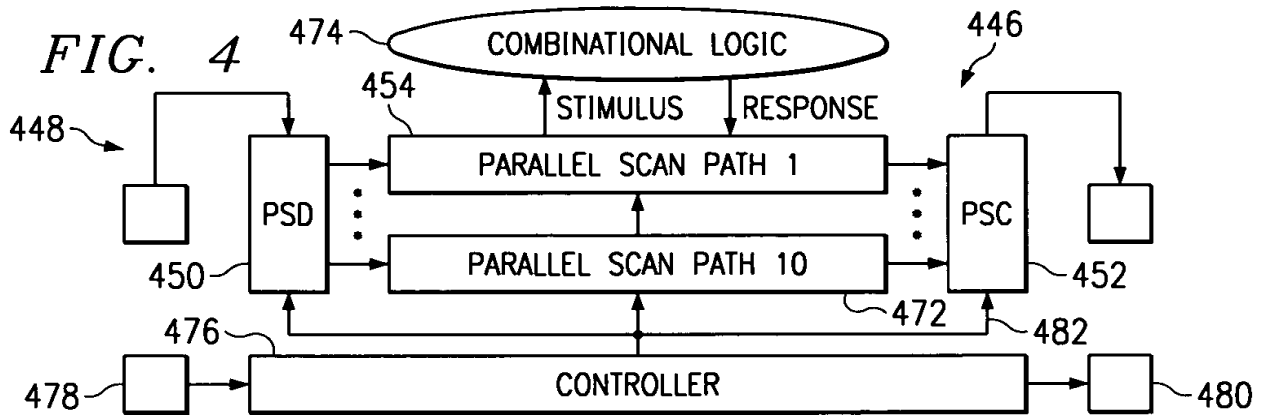 FIG. 4
474
COMBINATIONAL LOGIC
446
454
STIMULUS
RESPONSE
448
PARALLEL SCAN PATH 1
PSD
PSC
PARALLEL SCAN PATH 10
450
452
476
472
482
478
CONTROLLER
480